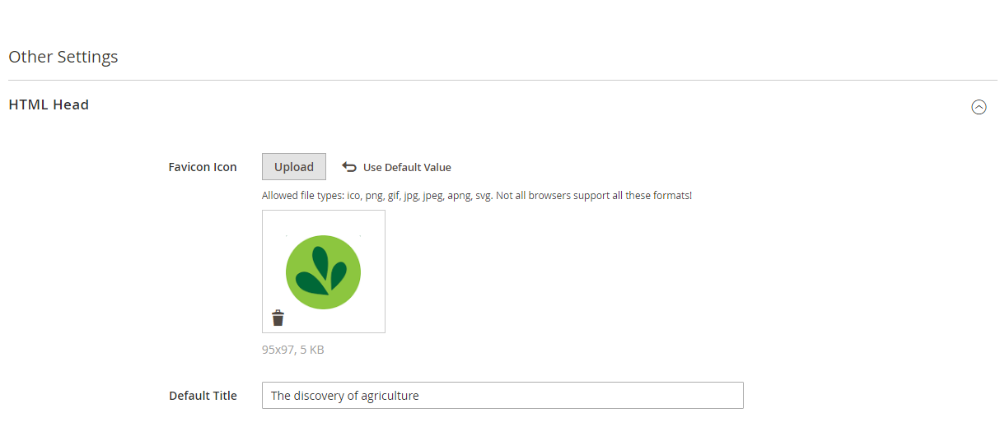 Other Settings
HTML Head
Favicon Icon Upload Use Default Value
Allowed file types: ico, png, gif, jpg, jpeg, apng, svg. Not all browsers support all these formats!
95x97, 5 KB
Default Title The discovery of agriculture